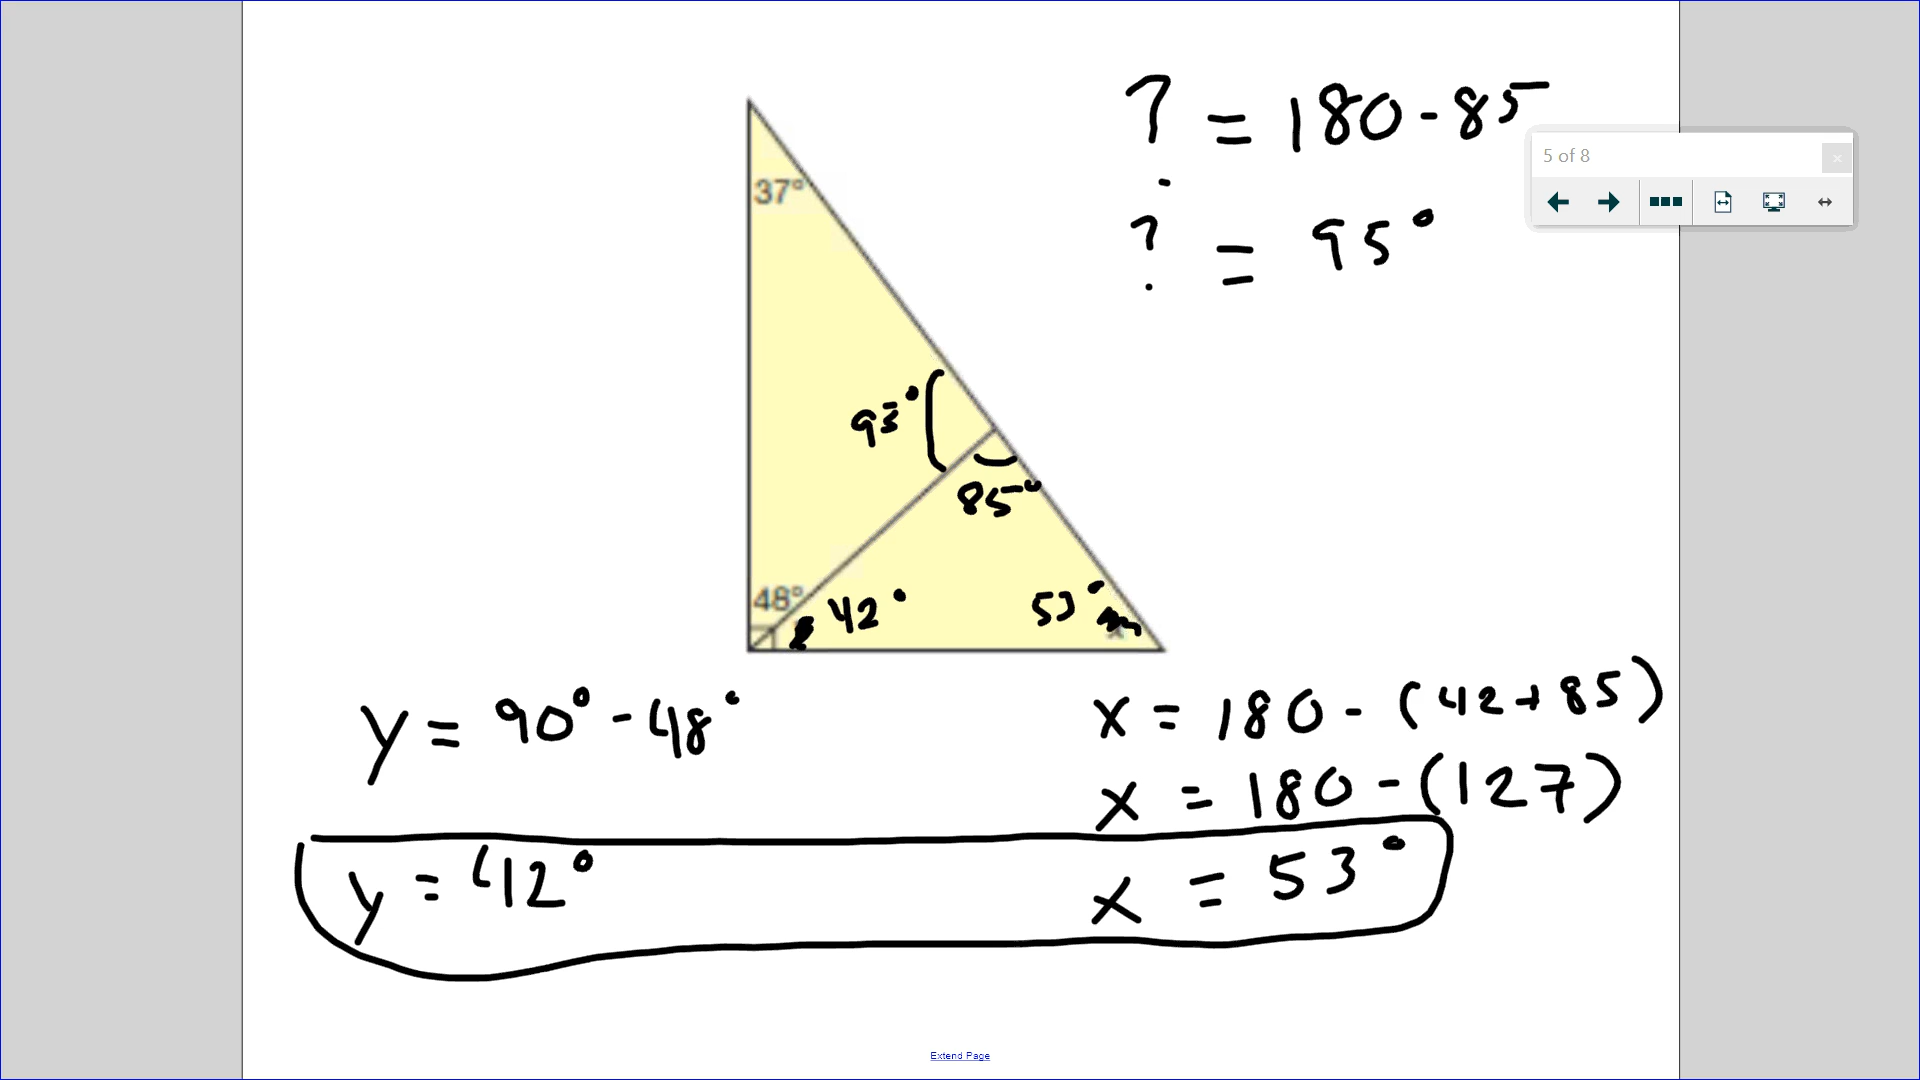 ? = 180 - 85
5 of 8
37°
? = 95°
95°
85°
48°
42°
53°
y = 90° - 48°
x = 180 - (42 + 85)
x = 180 - (127)
y = 42°
x = 53°
Extend Page